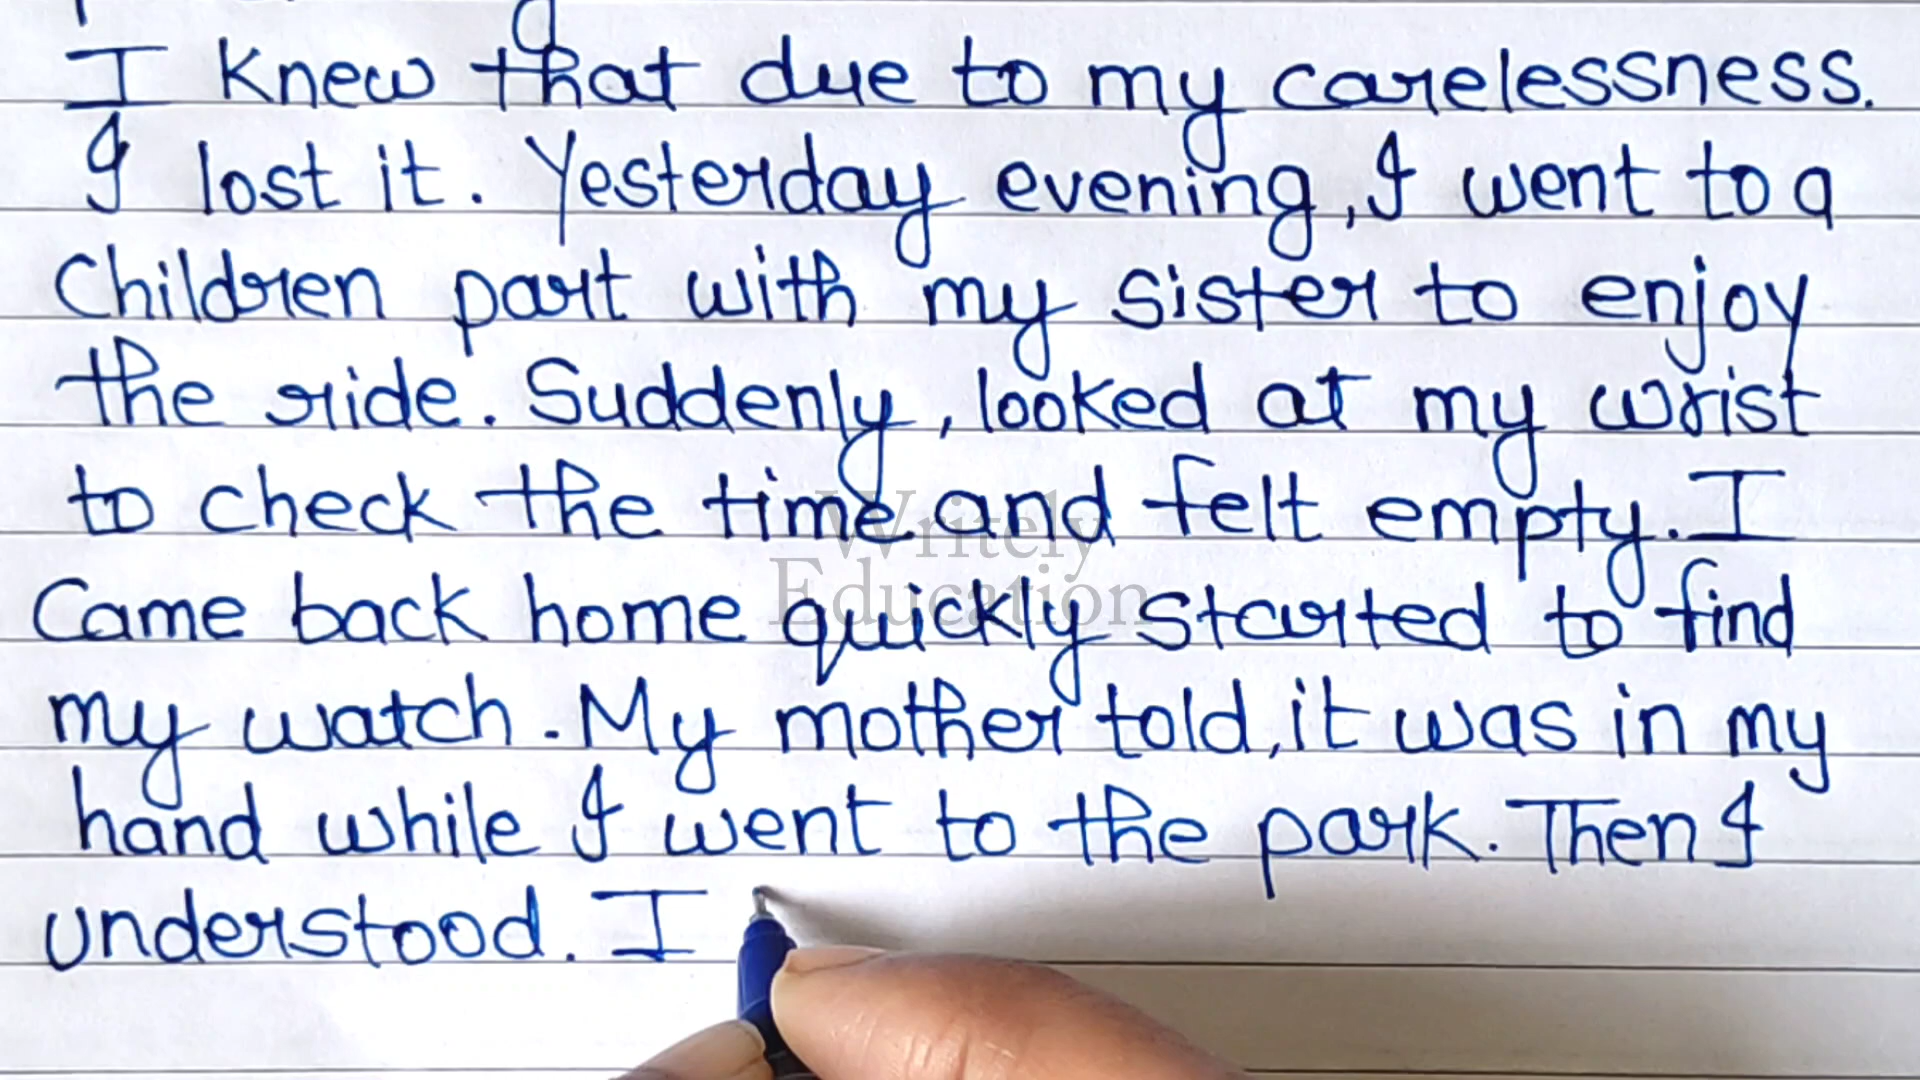 I knew that due to my carelessness.
I lost it. Yesterday evening, I went to a
Children part with my sister to enjoy
the ride. Suddenly, looked at my wrist
to check the time and felt empty. I
Came back home quickly started to find
my watch. My mother told, it was in my
hand while I went to the park. Then I
understood. I
Writely
Education